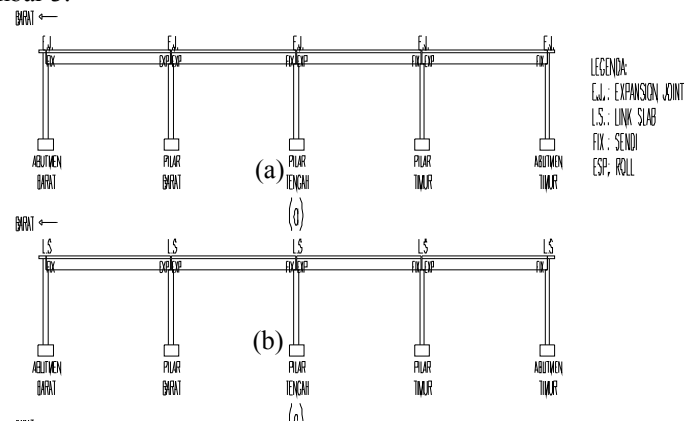 BARAT
E.J. E.J. E.J. E.J. E.J.
FIX EXP EXP FIX EXP FIX EXP FIX
LEGENDA:
E.J.: EXPANSION JOINT
L.S.: LINK SLAB
FIX : SENDI
ESP; ROLL
ABUTMEN BARAT
PILAR BARAT
(a)
PILAR TENGAH
PILAR TIMUR
ABUTMEN TIMUR
(a)
BARAT
L.S L.S L.S L.S L.S
FIX EXP EXP FIX EXP FIX EXP FIX
ABUTMEN BARAT
PILAR BARAT
(b)
PILAR TENGAH
PILAR TIMUR
ABUTMEN TIMUR